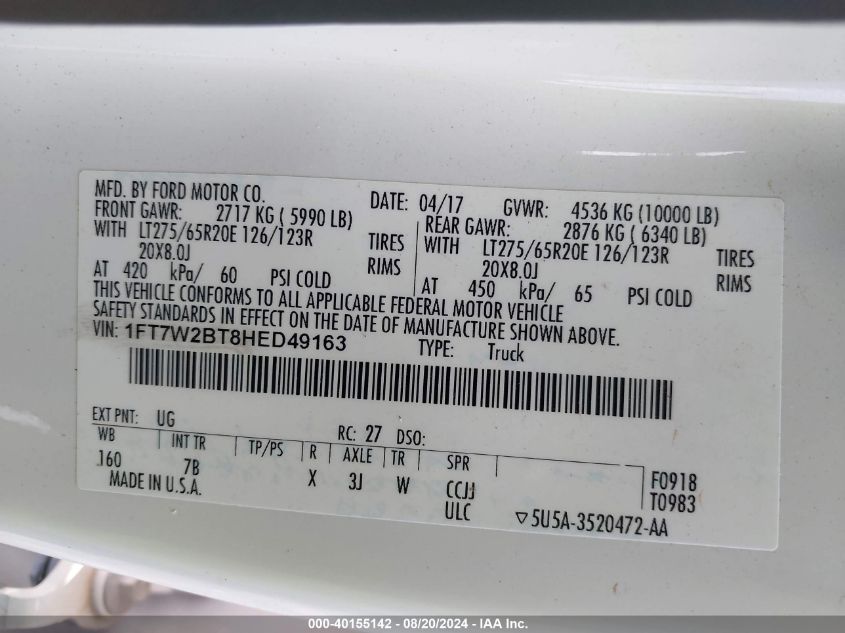 MFD. BY FORD MOTOR CO. DATE: 04/17 GVWR: 4536 KG (10000 LB)
FRONT GAWR: 2717 KG ( 5990 LB) REAR GAWR: 2876 KG ( 6340 LB)
WITH LT275/65R20E 126/123R TIRES WITH LT275/65R20E 126/123R TIRES
20X8.0J RIMS 20X8.0J RIMS
AT 420 kPa/ 60 PSI COLD AT 450 kPa/ 65 PSI COLD
THIS VEHICLE CONFORMS TO ALL APPLICABLE FEDERAL MOTOR VEHICLE
SAFETY STANDARDS IN EFFECT ON THE DATE OF MANUFACTURE SHOWN ABOVE.
VIN: 1FT7W2BT8HED49163 TYPE: Truck
EXT PNT: UG RC: 27 DSO:
WB INT TR TP/PS R AXLE TR SPR F0918
160 7B X 3J W CCJJ T0983
MADE IN U.S.A. ULC ▽5U5A-3520472-AA
000-40155142 - 08/20/2024 - IAA Inc.